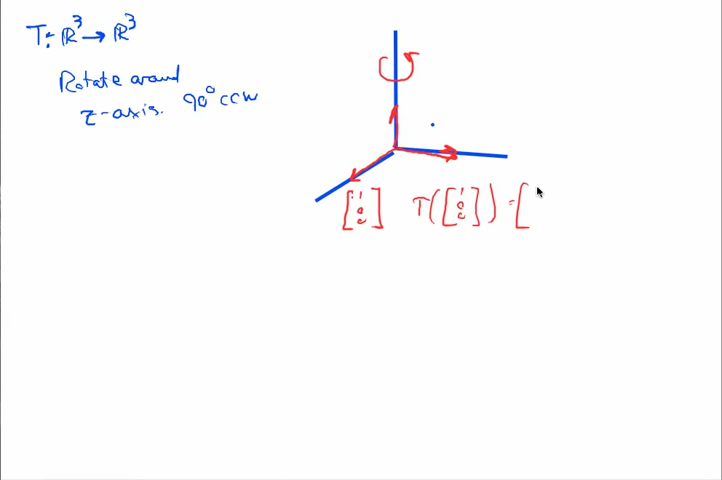 T: ℝ³ → ℝ³
Rotate around
z-axis. 90° CCW
[1 0 0] T([1 0 0]) = [